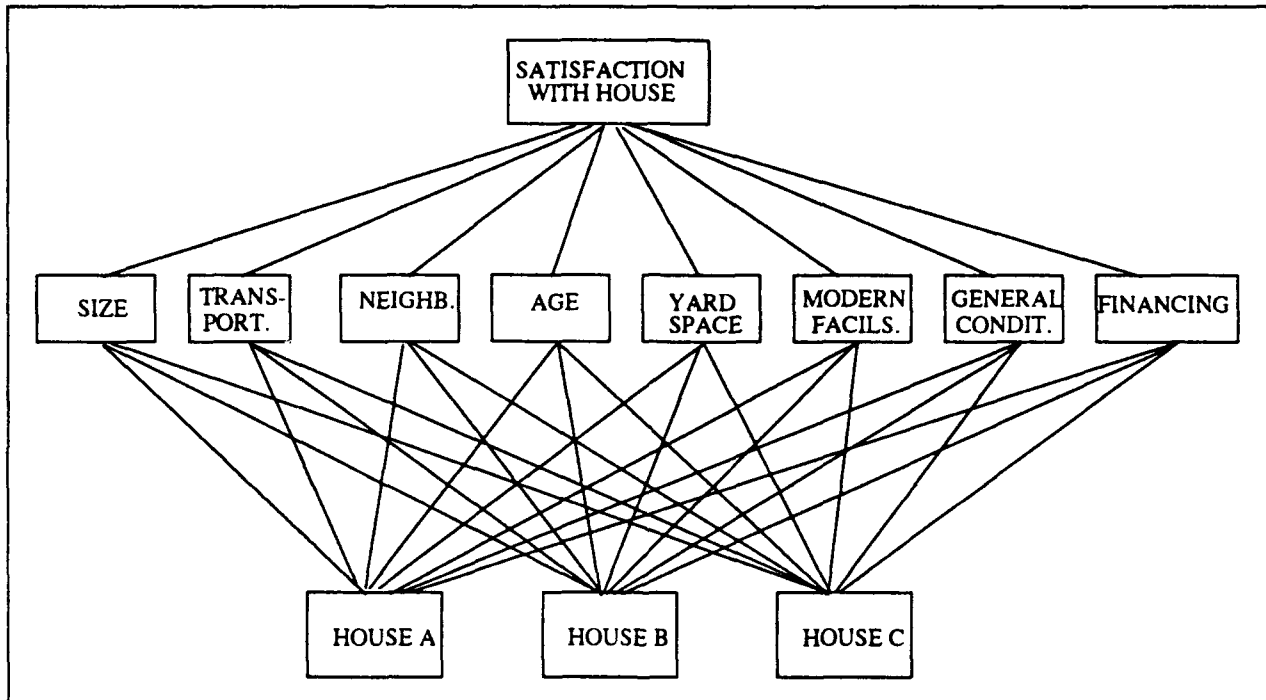 SATISFACTION
WITH HOUSE
SIZE
TRANS-
PORT.
NEIGHB.
AGE
YARD
SPACE
MODERN
FACILS.
GENERAL
CONDIT.
FINANCING
HOUSE A
HOUSE B
HOUSE C